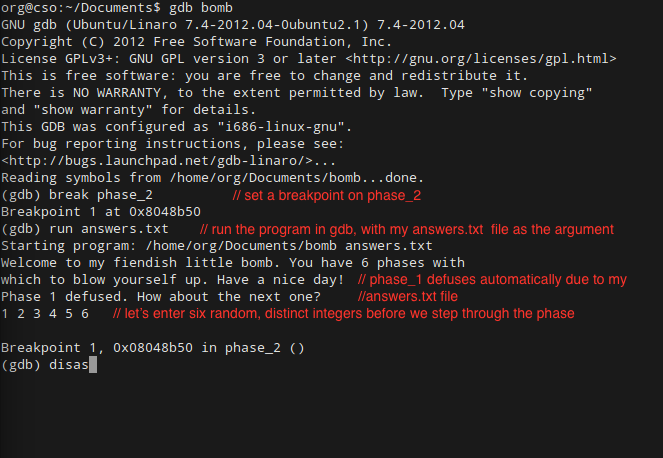 org@cso:~/Documents$ gdb bomb
GNU gdb (Ubuntu/Linaro 7.4-2012.04-0ubuntu2.1) 7.4-2012.04
Copyright (C) 2012 Free Software Foundation, Inc.
License GPLv3+: GNU GPL version 3 or later <http://gnu.org/licenses/gpl.html>
This is free software: you are free to change and redistribute it.
There is NO WARRANTY, to the extent permitted by law.  Type "show copying"
and "show warranty" for details.
This GDB was configured as "i686-linux-gnu".
For bug reporting instructions, please see:
<http://bugs.launchpad.net/gdb-linaro/>...
Reading symbols from /home/org/Documents/bomb...done.
(gdb) break phase_2 // set a breakpoint on phase_2
Breakpoint 1 at 0x8048b50
(gdb) run answers.txt // run the program in gdb, with my answers.txt file as the argument
Starting program: /home/org/Documents/bomb answers.txt
Welcome to my fiendish little bomb. You have 6 phases with
which to blow yourself up. Have a nice day! // phase_1 defuses automatically due to my
Phase 1 defused. How about the next one? //answers.txt file
1 2 3 4 5 6 // let's enter six random, distinct integers before we step through the phase
Breakpoint 1, 0x08048b50 in phase_2 ()
(gdb) disas